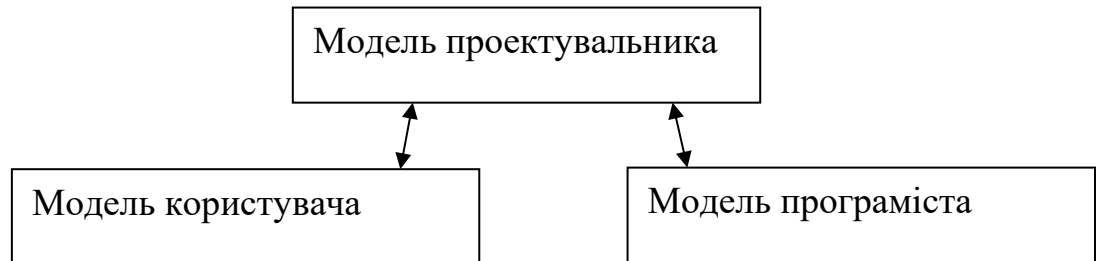 Модель проектувальника
Модель користувача
Модель програміста